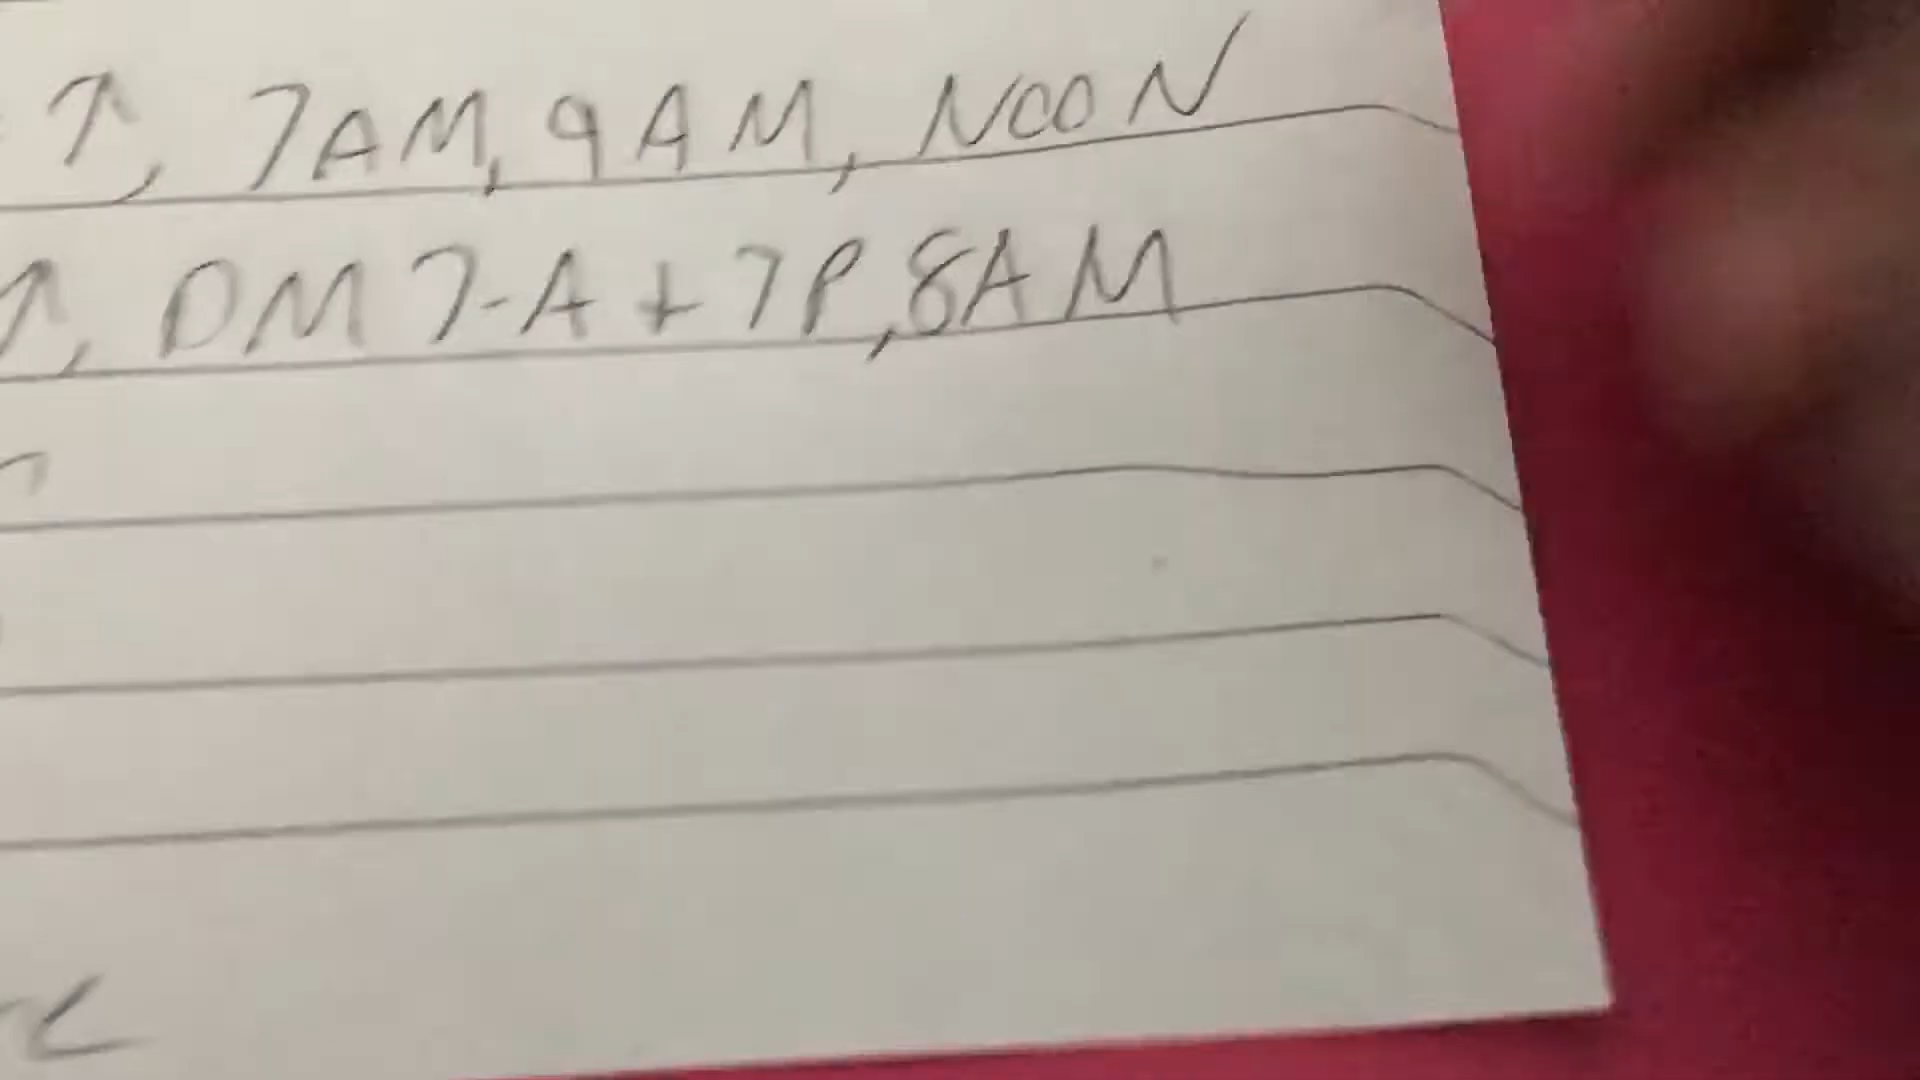 ↑, 7AM, 9AM, NOON
↑, DM 7-A + 7P, 8AM